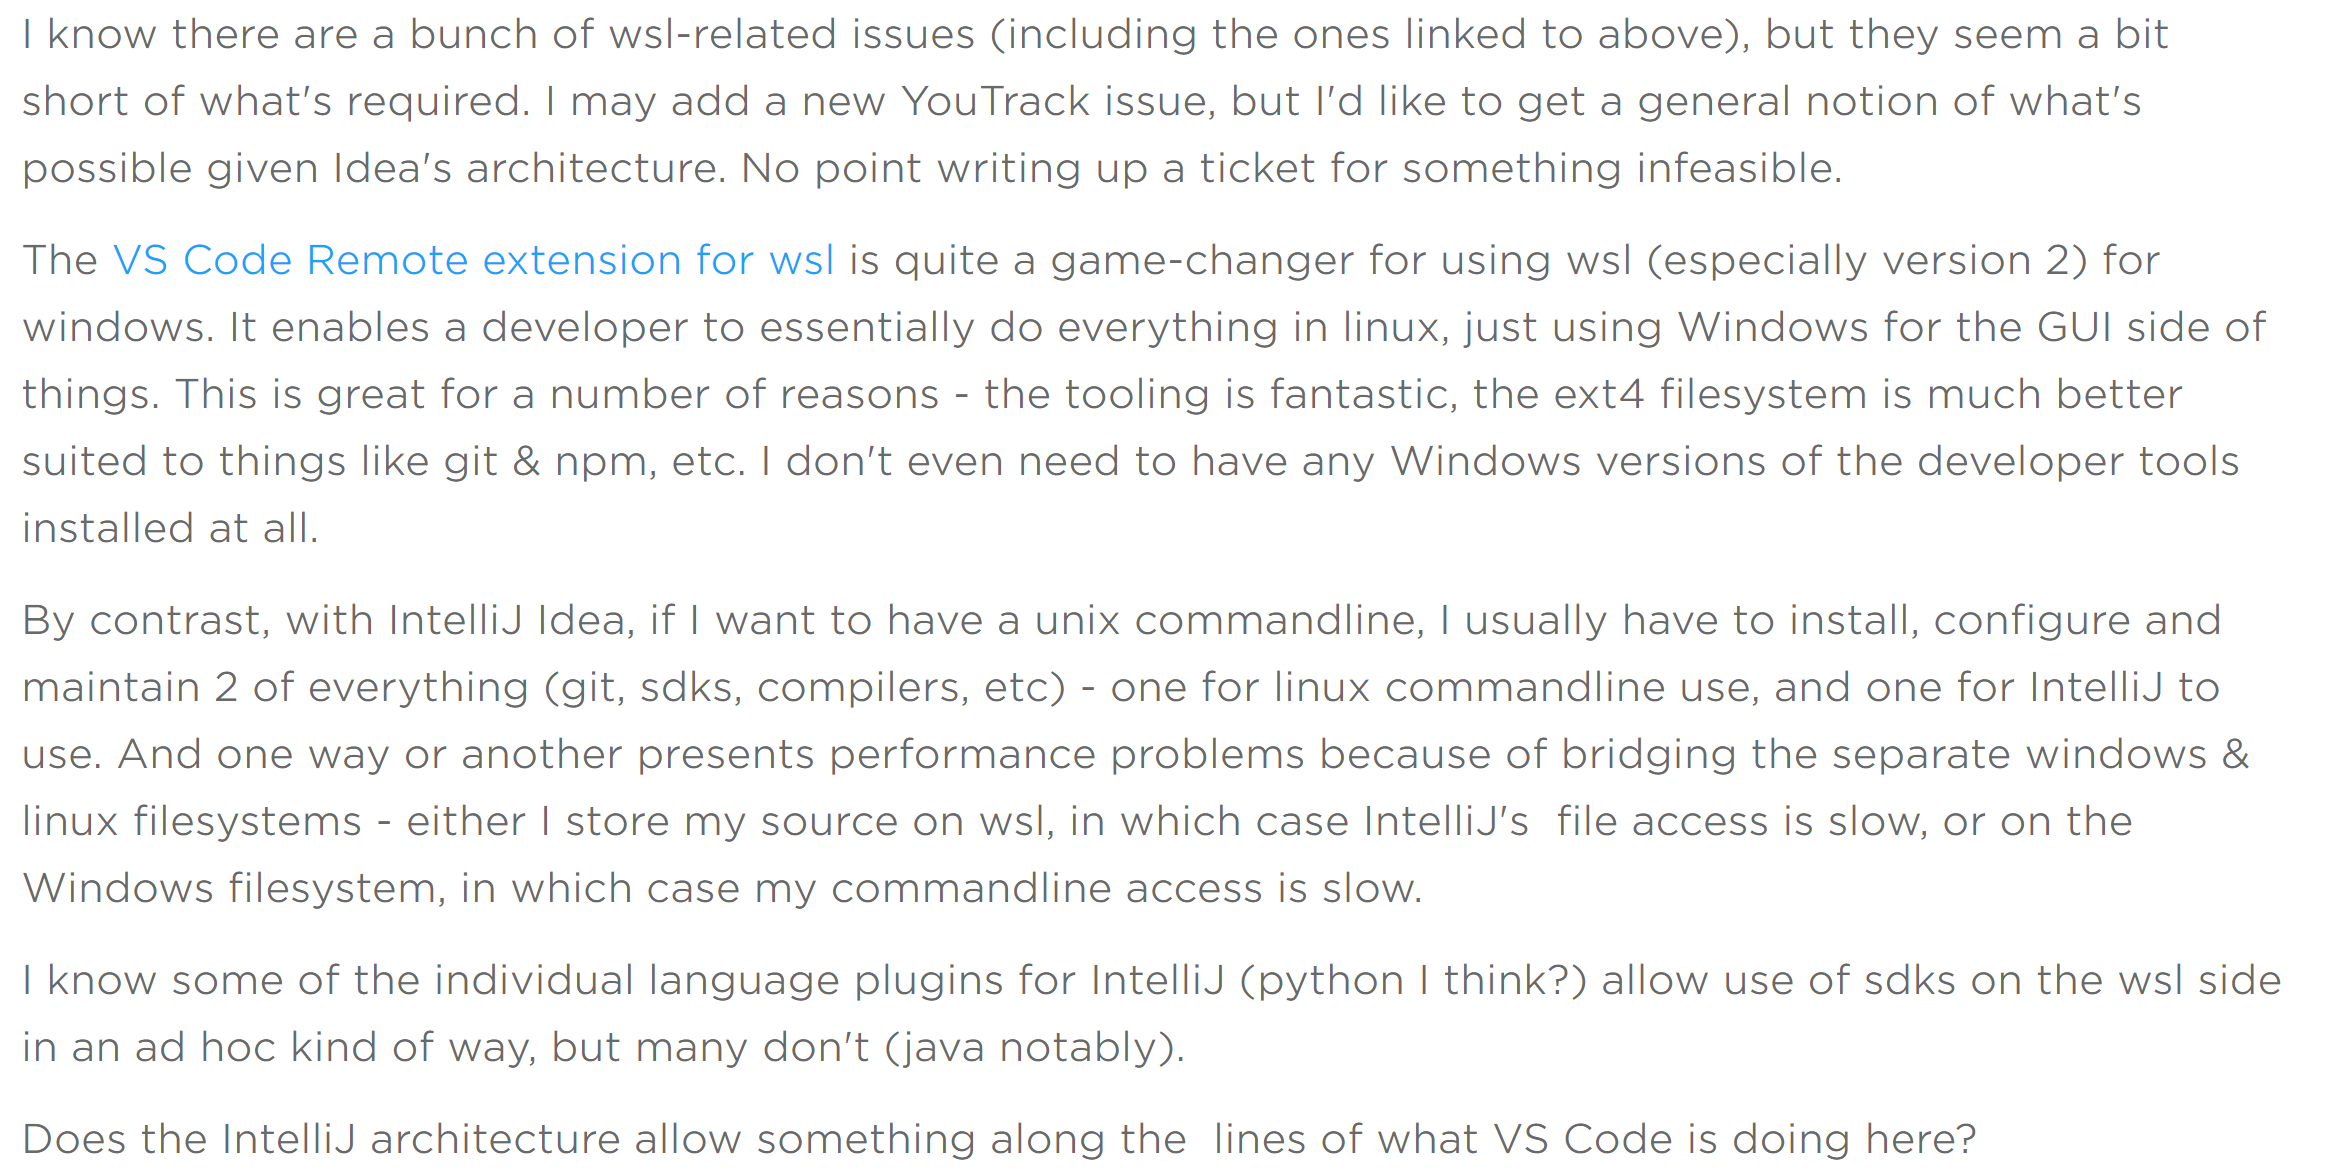 I know there are a bunch of wsl-related issues (including the ones linked to above), but they seem a bit
short of what's required. I may add a new YouTrack issue, but I'd like to get a general notion of what's
possible given Idea's architecture. No point writing up a ticket for something infeasible.
The VS Code Remote extension for wsl is quite a game-changer for using wsl (especially version 2) for
windows. It enables a developer to essentially do everything in linux, just using Windows for the GUI side of
things. This is great for a number of reasons - the tooling is fantastic, the ext4 filesystem is much better
suited to things like git & npm, etc. I don't even need to have any Windows versions of the developer tools
installed at all.
By contrast, with IntelliJ Idea, if I want to have a unix commandline, I usually have to install, configure and
maintain 2 of everything (git, sdks, compilers, etc) - one for linux commandline use, and one for IntelliJ to
use. And one way or another presents performance problems because of bridging the separate windows &
linux filesystems - either I store my source on wsl, in which case IntelliJ's  file access is slow, or on the
Windows filesystem, in which case my commandline access is slow.
I know some of the individual language plugins for IntelliJ (python I think?) allow use of sdks on the wsl side
in an ad hoc kind of way, but many don't (java notably).
Does the IntelliJ architecture allow something along the  lines of what VS Code is doing here?